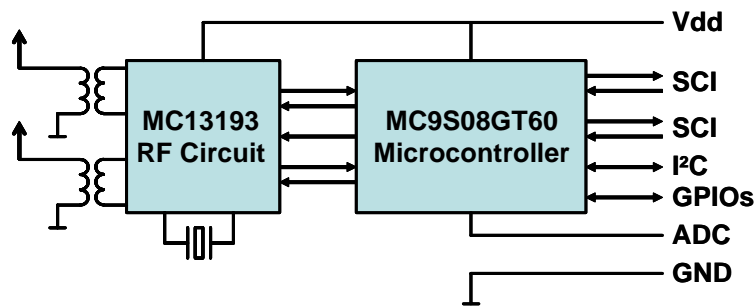 Vdd
MC13193
RF Circuit
MC9S08GT60
Microcontroller
SCI
SCI
I²C
GPIOs
ADC
GND